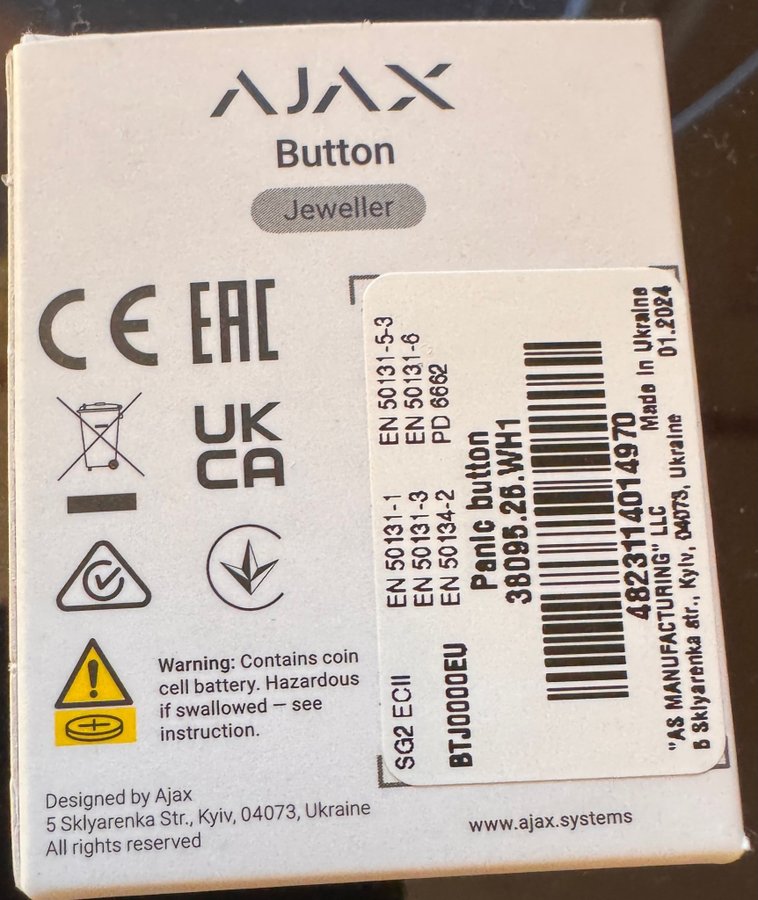 AJAX
Button
Jeweller
CE EAC
UK
CA
Warning: Contains coin
cell battery. Hazardous
if swallowed – see
instruction.
Designed by Ajax
5 Sklyarenka Str., Kyiv, 04073, Ukraine
All rights reserved
www.ajax.systems
SG2 ECII
EN 50131-1 EN 50131-5-3
EN 50131-3 EN 50131-6
EN 50134-2 PD 6662
BTJ0000EU
Panic button
38095.26.WH1
4823114014970
"AS MANUFACTURING" LLC Made in Ukraine
5 Sklyarenka str., Kyiv, 04073, Ukraine 01.2024